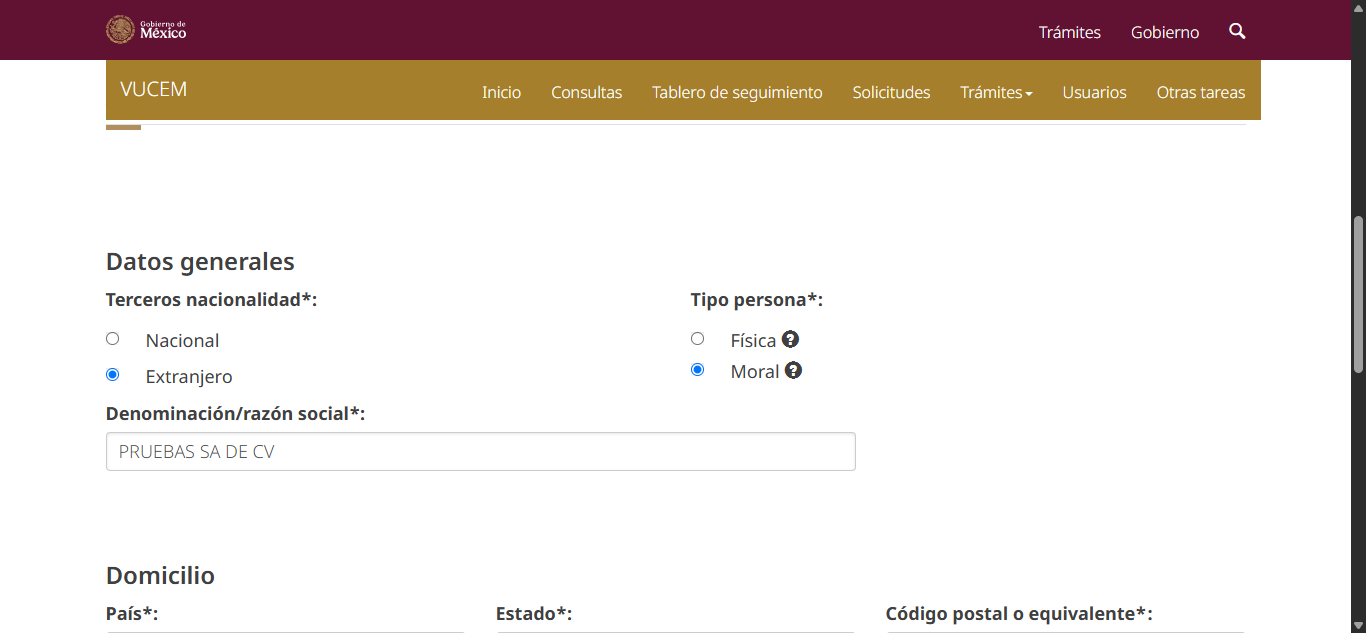 Gobierno de
México
Trámites
Gobierno
VUCEM
Inicio
Consultas
Tablero de seguimiento
Solicitudes
Trámites
Usuarios
Otras tareas
Datos generales
Terceros nacionalidad*:
Nacional
Extranjero
Tipo persona*:
Física ?
Moral ?
Denominación/razón social*:
PRUEBAS SA DE CV
Domicilio
País*:
Estado*:
Código postal o equivalente*: